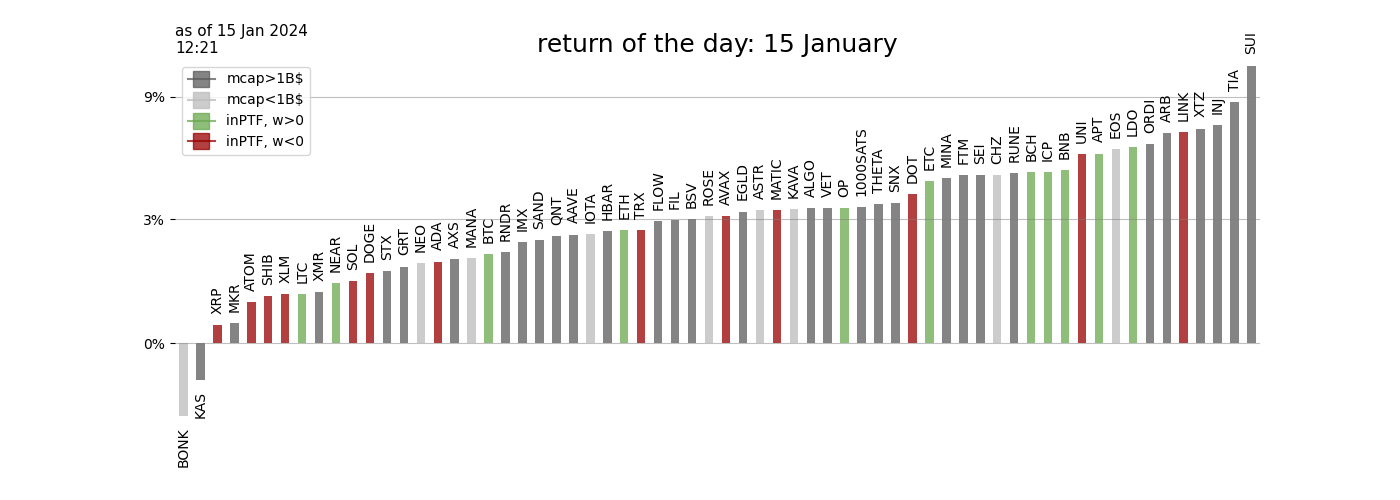 as of 15 Jan 2024
12:21
return of the day: 15 January
mcap>1B$
mcap<1B$
inPTF, w>0
inPTF, w<0
9%
3%
0%
BONK
KAS
XRP
MKR
ATOM
SHIB
XLM
LTC
XMR
NEAR
SOL
DOGE
STX
GRT
NEO
ADA
AXS
MANA
BTC
RNDR
IMX
SAND
QNT
AAVE
IOTA
HBAR
ETH
TRX
FLOW
FIL
BSV
ROSE
AVAX
EGLD
ASTR
MATIC
KAVA
ALGO
VET
OP
1000SATS
THETA
SNX
DOT
ETC
MINA
FTM
SEI
CHZ
RUNE
BCH
ICP
BNB
UNI
APT
EOS
LDO
ORDI
ARB
LINK
XTZ
INJ
TIA
SUI